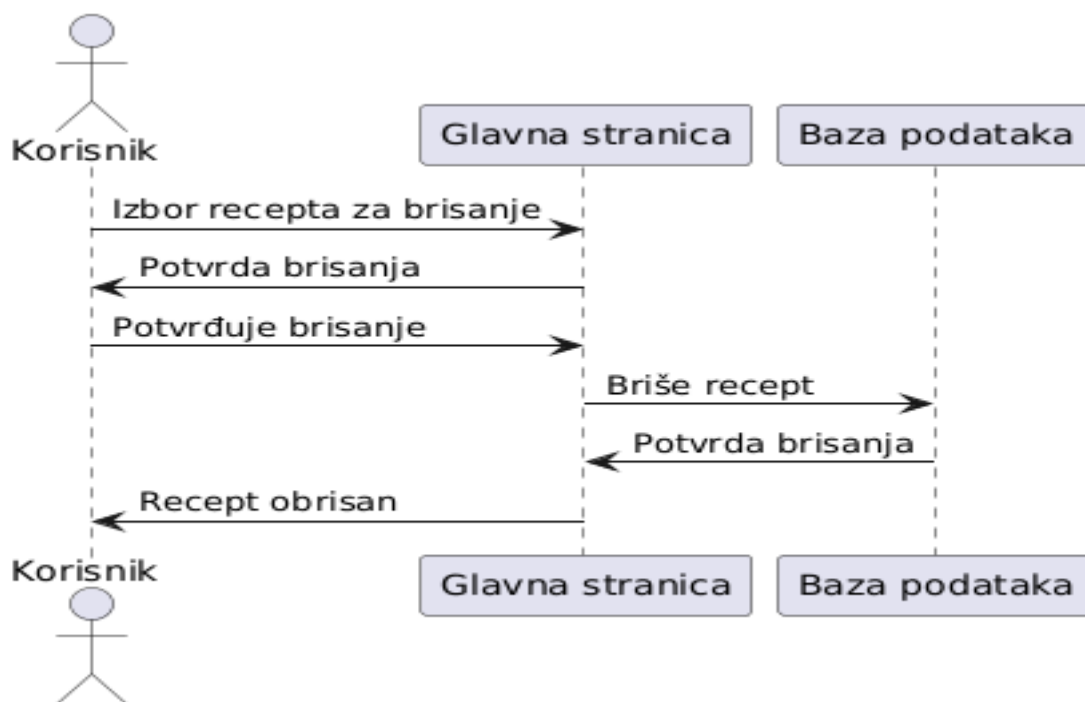 Korisnik
Glavna stranica
Baza podataka
Izbor recepta za brisanje
Potvrda brisanja
Potvrđuje brisanje
Briše recept
Potvrda brisanja
Recept obrisan
Korisnik
Glavna stranica
Baza podataka